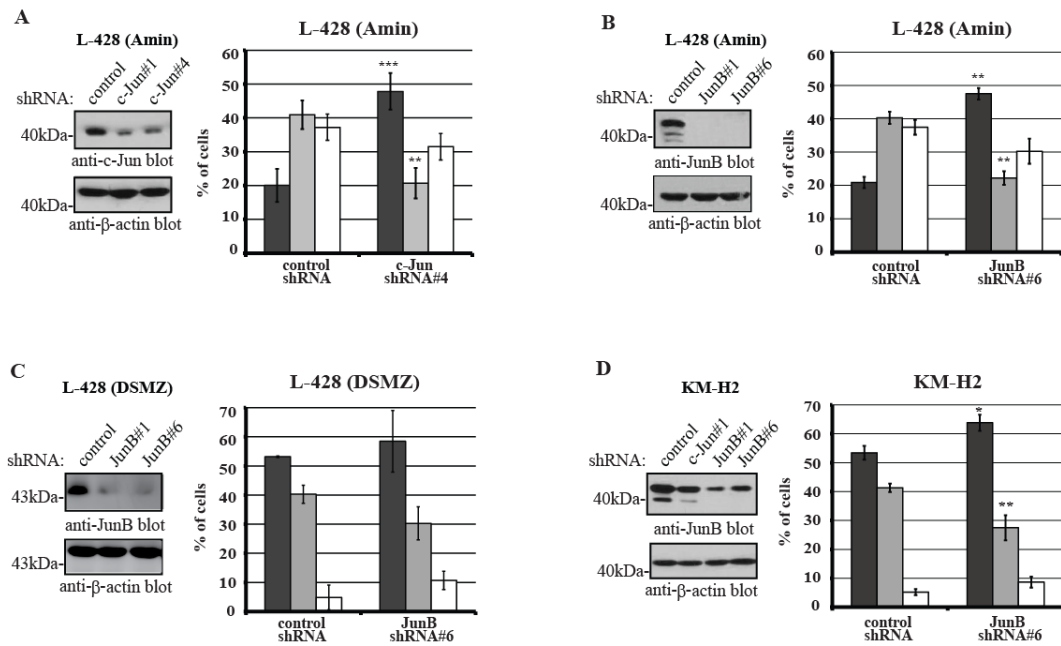 A
L-428 (Amin)
shRNA:
control
c-Jun#1
c-Jun#4
40kDa-
anti-c-Jun blot
40kDa-
anti-β-actin blot
L-428 (Amin)
% of cells
60
50
40
30
20
10
0
***
**
control
shRNA
c-Jun
shRNA#4
B
L-428 (Amin)
shRNA:
control
JunB#1
JunB#6
40kDa-
anti-JunB blot
40kDa-
anti-β-actin blot
L-428 (Amin)
% of cells
60
50
40
30
20
10
0
**
**
control
shRNA
JunB
shRNA#6
C
L-428 (DSMZ)
shRNA:
control
JunB#1
JunB#6
43kDa-
anti-JunB blot
43kDa-
anti-β-actin blot
L-428 (DSMZ)
% of cells
70
60
50
40
30
20
10
0
control
shRNA
JunB
shRNA#6
D
KM-H2
shRNA:
control
c-Jun#1
JunB#1
JunB#6
40kDa-
anti-JunB blot
40kDa-
anti-β-actin blot
KM-H2
% of cells
70
60
50
40
30
20
10
0
*
**
control
shRNA
JunB
shRNA#6